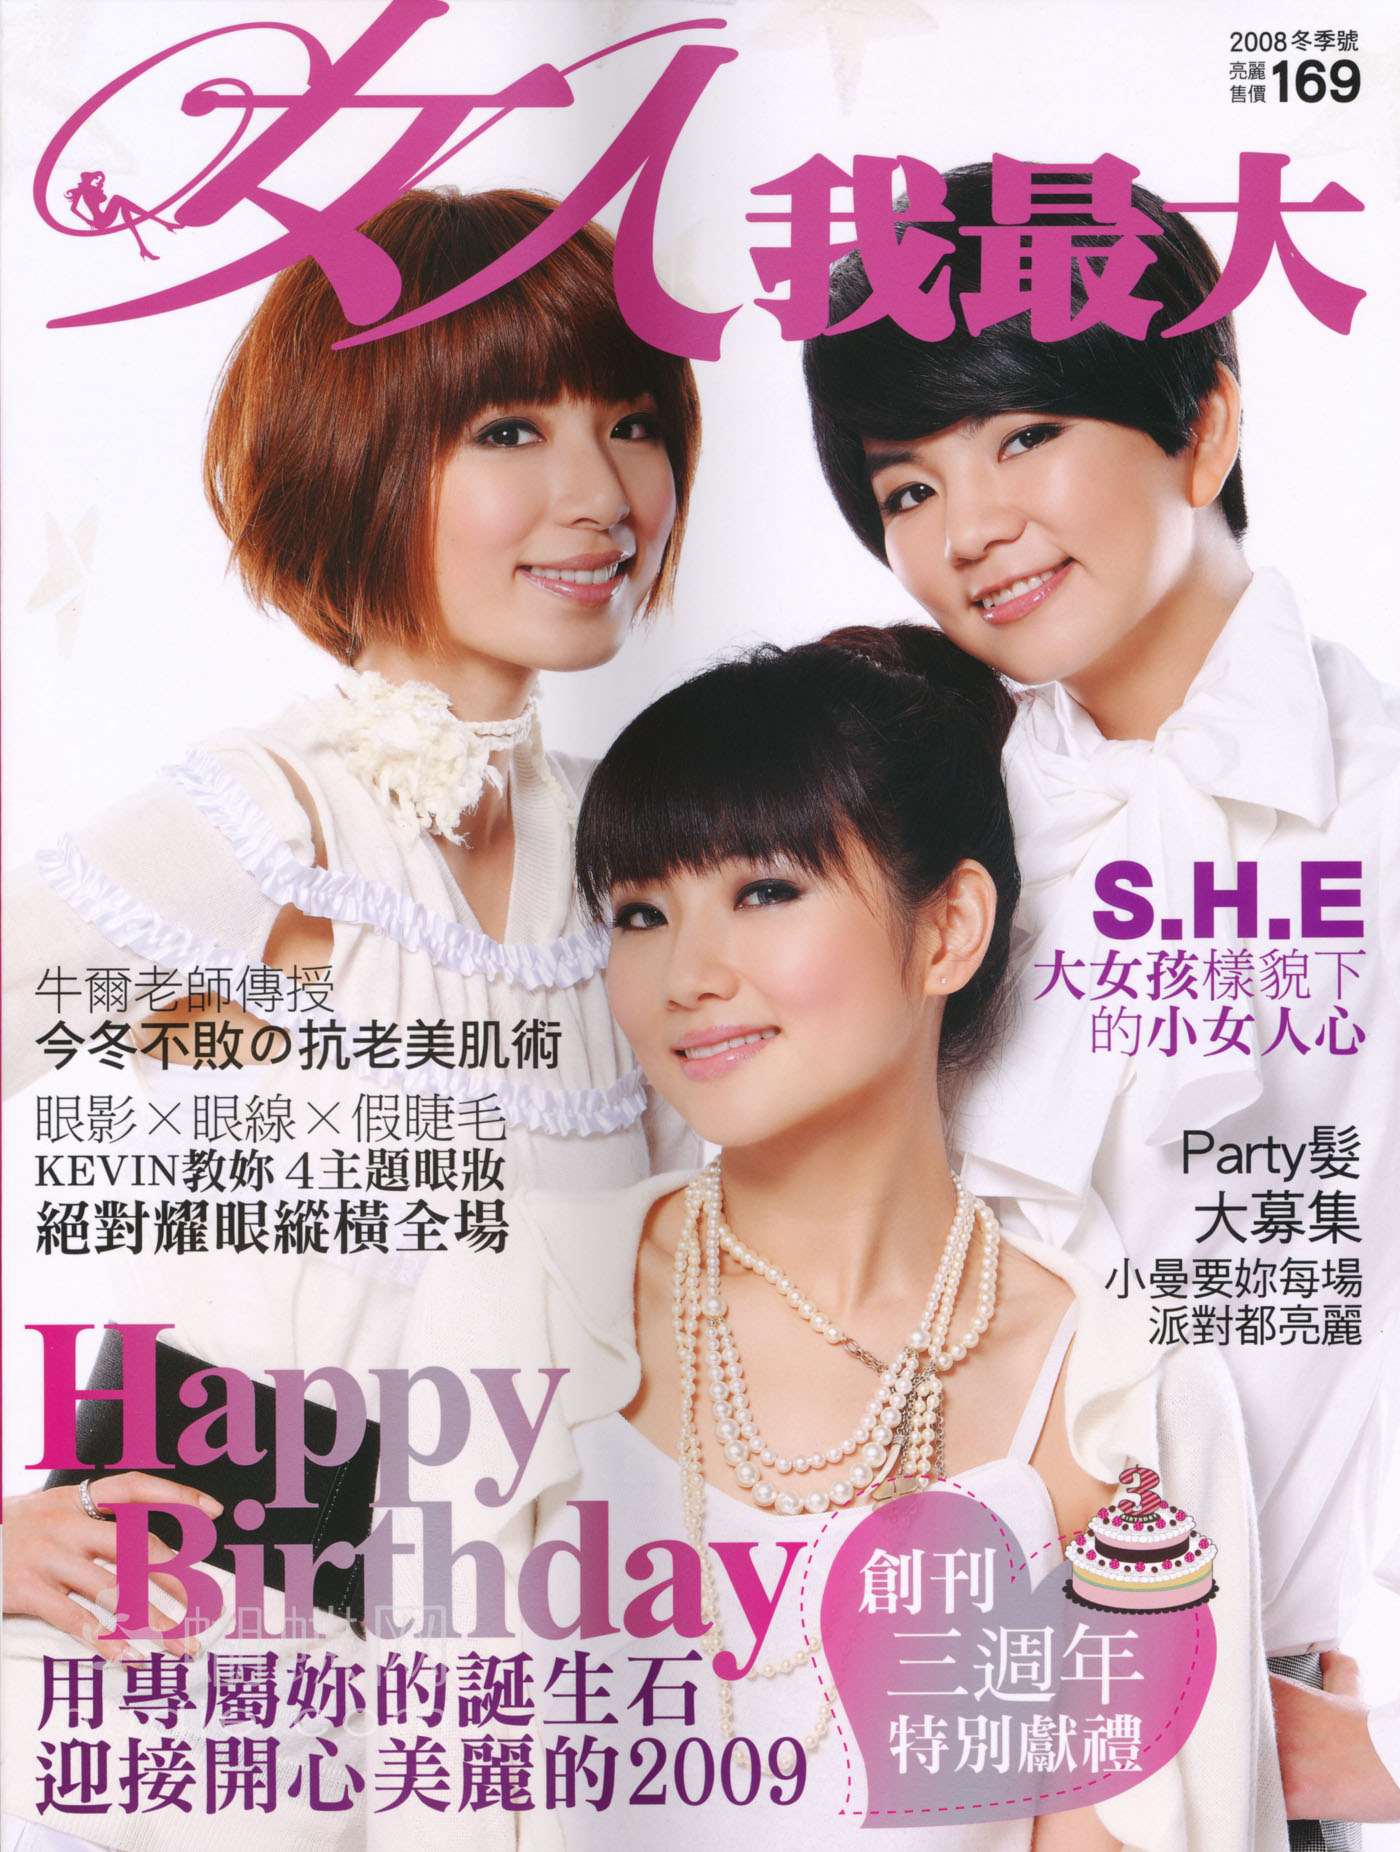 2008冬季號
亮麗售價169
女人我最大
S.H.E
大女孩樣貌下
的小女人心
牛爾老師傳授
今冬不敗の抗老美肌術
眼影×眼線×假睫毛
KEVIN教妳4主題眼妝
絕對耀眼縱橫全場
Party髮
大募集
小曼要妳每場
派對都亮麗
Happy
Birthday
用專屬妳的誕生石
迎接開心美麗的2009
3
BIRTHDAY
創刊
三週年
特別獻禮